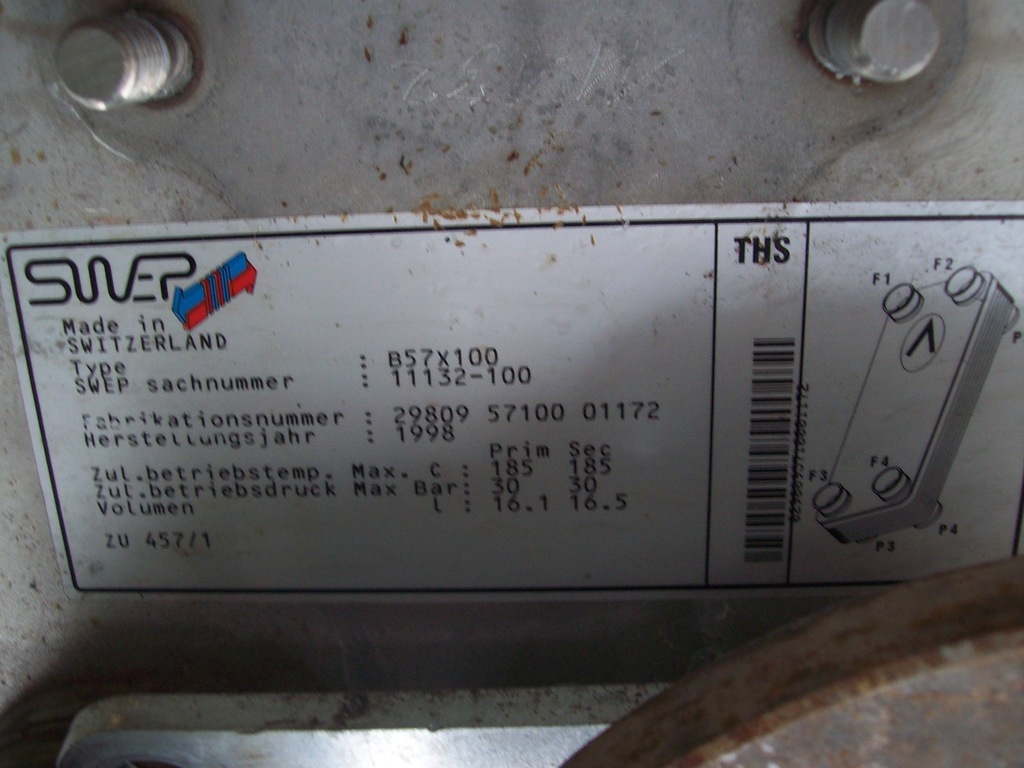 SWEP
Made in
SWITZERLAND
Type : B57X100
SWEP sachnummer : 11132-100
Fabrikationsnummer : 29809 57100 01172
Herstellungsjahr : 1998
Prim Sec
Zul.betriebstemp. Max. C : 185 185
Zul.betriebsdruck Max Bar: 30 30
Volumen l : 16.1 16.5
ZU 457/1
THS
F1
F2
P
V
F3
F4
P3
P4